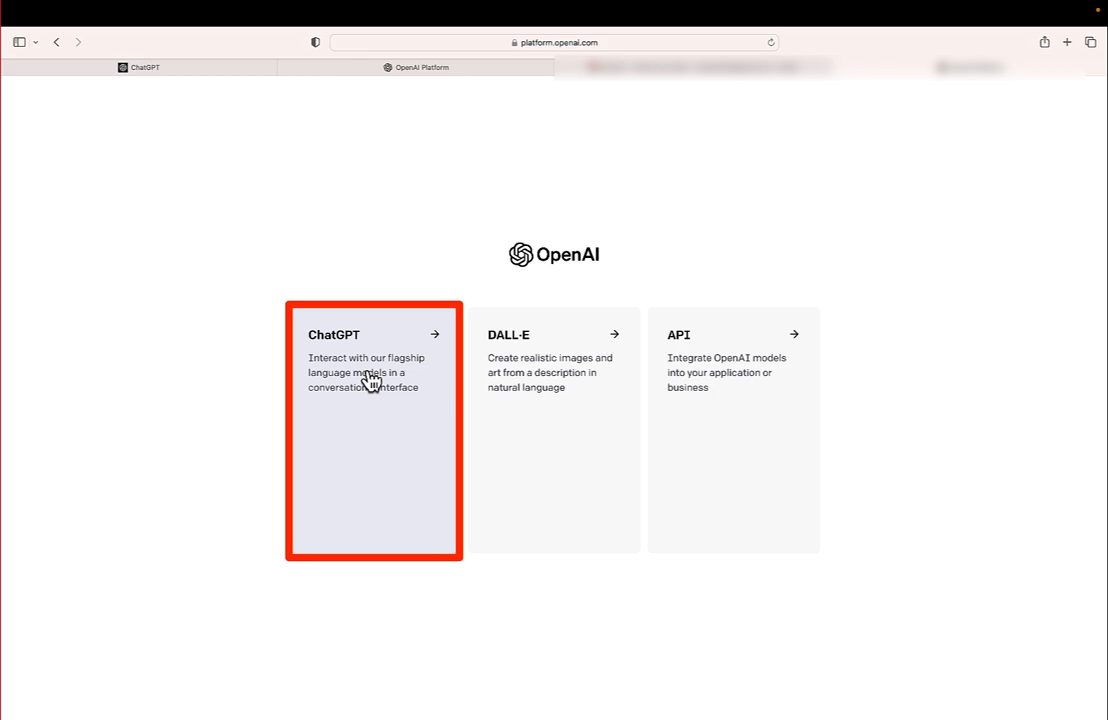 platform.openai.com
ChatGPT
OpenAI Platform
OpenAI
ChatGPT
Interact with our flagship
language models in a
interface
DALL·E
Create realistic images and
art from a description in
natural language
API
Integrate OpenAI models
into your application or
business